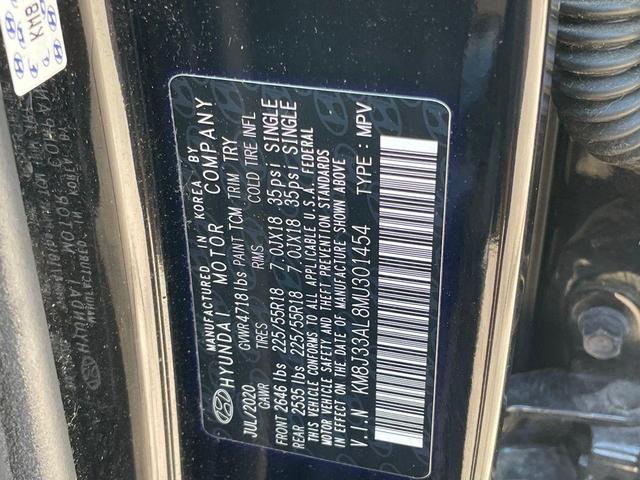 MANUFACTURED IN KOREA BY
HYUNDAI MOTOR COMPANY
JUL/2020 GVWR4718lbs PAINT TCM TRIM TRY
GAWR TIRES RIMS COLD TIRE INFL
FRONT 2646 lbs 225/55R18 7.0JX18 35psi SINGLE
REAR 2635 lbs 225/55R18 7.0JX18 35psi SINGLE
THIS VEHICLE CONFORMS TO ALL APPLICABLE U.S.A. FEDERAL
MOTOR VEHICLE SAFETY AND THEFT PREVENTION STANDARDS
IN EFFECT ON THE DATE OF MANUFACTURE SHOWN ABOVE
V.I.N KM8J33AL8MU301454 TYPE : MPV
KM8